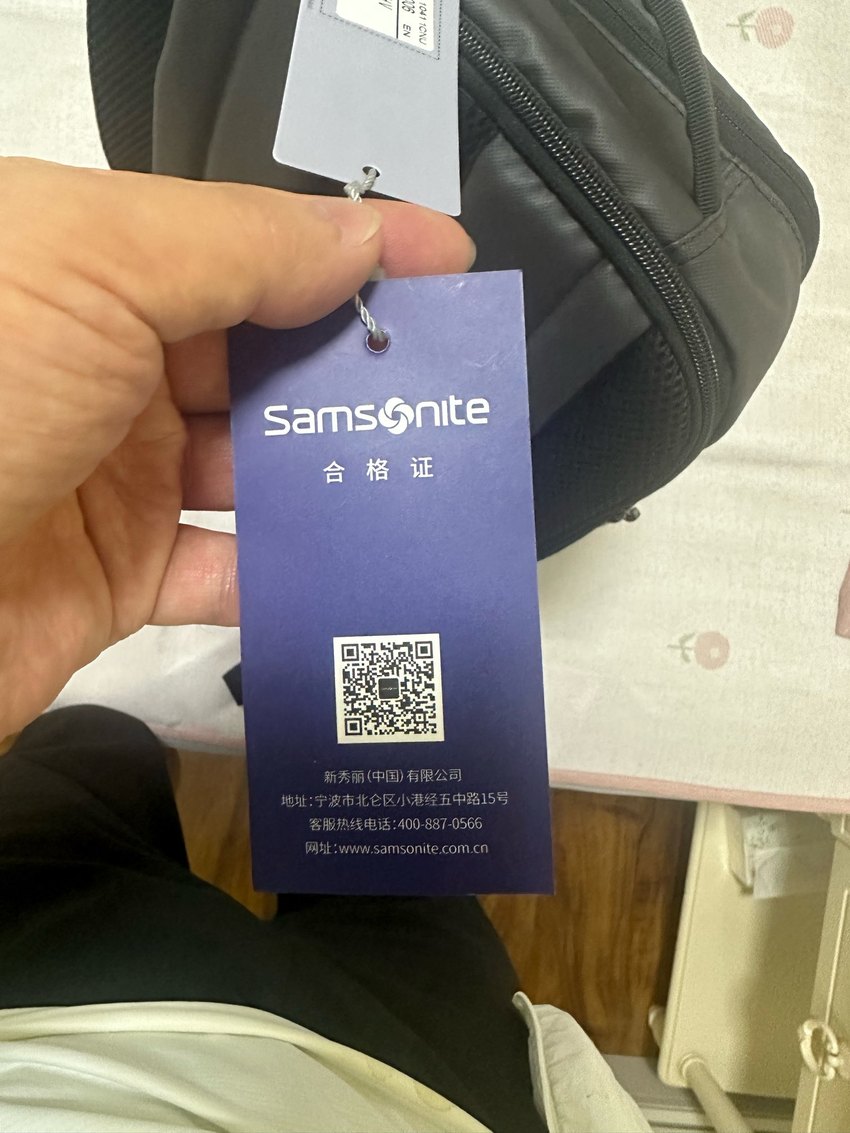 EN
Samsonite
合格证
新秀丽(中国)有限公司
地址:宁波市北仑区小港经五中路15号
客服热线电话:400-887-0566
网址:www.samsonite.com.cn